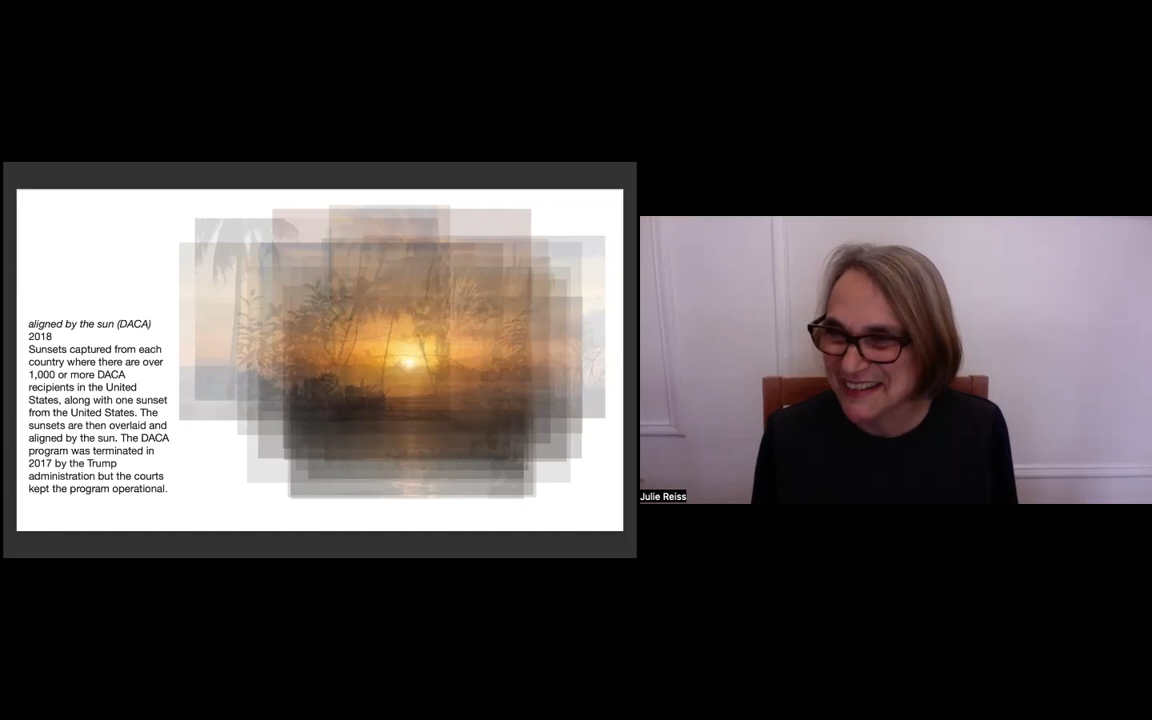 aligned by the sun (DACA)
2018
Sunsets captured from each
country where there are over
1,000 or more DACA
recipients in the United
States, along with one sunset
from the United States. The
sunsets are then overlaid and
aligned by the sun. The DACA
program was terminated in
2017 by the Trump
administration but the courts
kept the program operational.
Julie Reiss